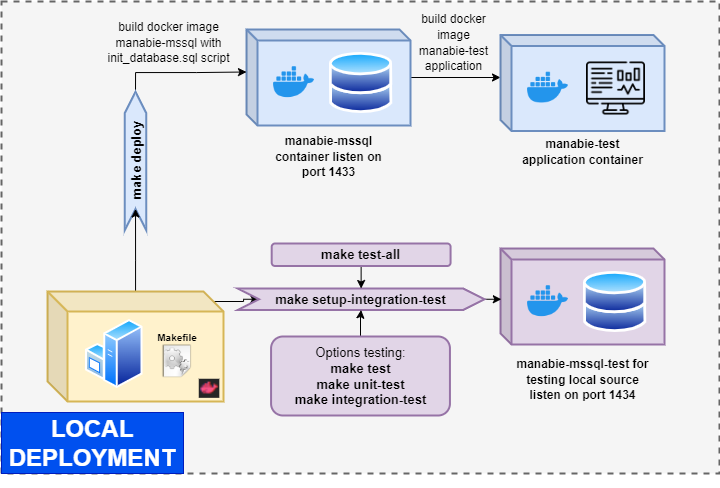 build docker image
manabie-mssql with
init_database.sql script
build docker
image
manabie-test
application
make deploy
manabie-mssql
container listen on
port 1433
manabie-test
application container
make test-all
make setup-integration-test
Makefile
Options testing:
make test
make unit-test
make integration-test
manabie-mssql-test for
testing local source
listen on port 1434
LOCAL
DEPLOYMENT